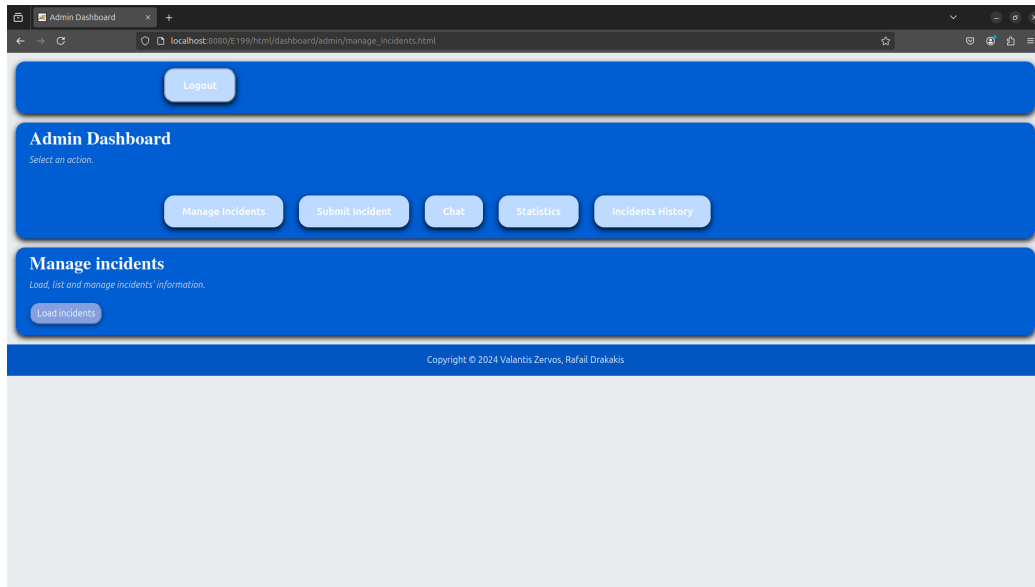 Admin Dashboard
localhost:8080/E199/html/dashboard/admin/manage_incidents.html
Logout
Admin Dashboard
Select an action.
Manage Incidents Submit Incident Chat Statistics Incidents History
Manage incidents
Load, list and manage incidents' information.
Load incidents
Copyright © 2024 Valantis Zervos, Rafail Drakakis